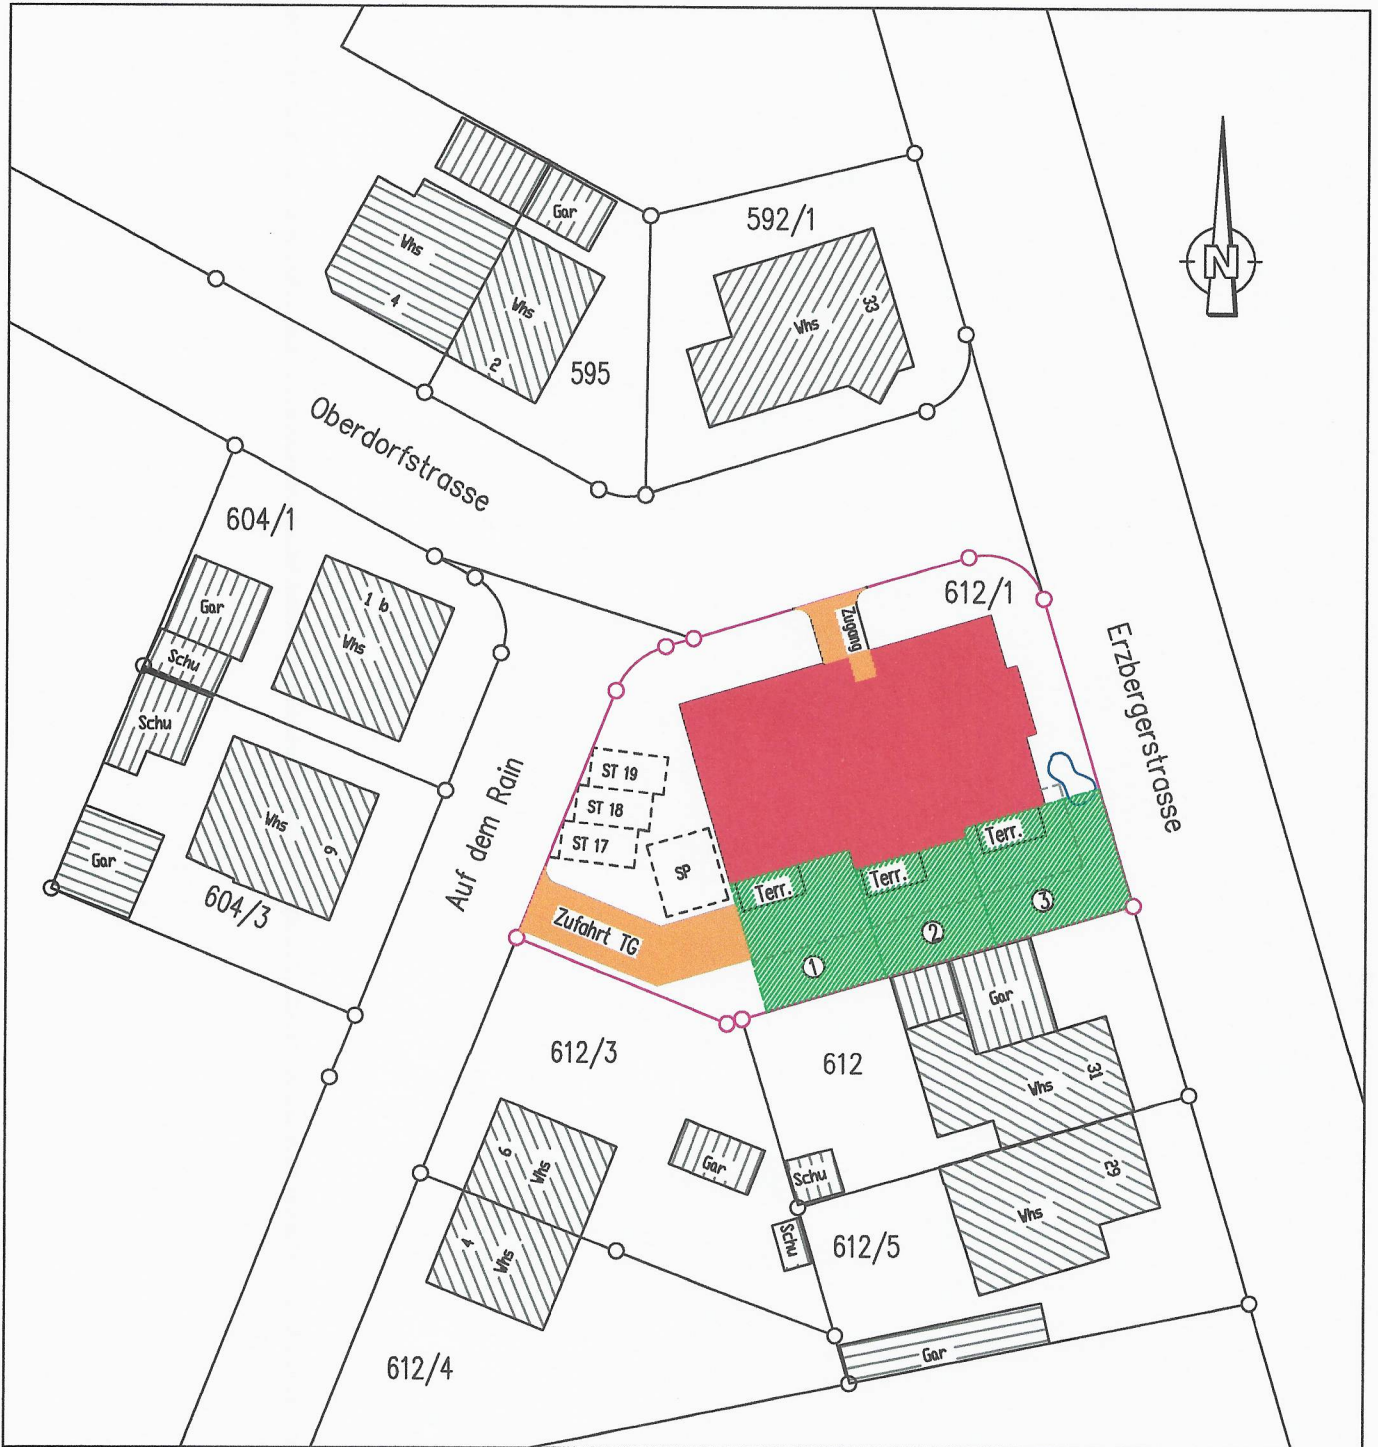 Gar
592/1
Whs
4
Whs
33
Whs
2
595
N
Oberdorfstrasse
604/1
Gar
1 b
Whs
Schu
Schu
612/1
Zugang
Erzbergerstrasse
Auf dem Rain
ST 19
ST 18
ST 17
SP
Whs
9
Gar
604/3
Terr.
Terr.
Terr.
Zufahrt TG
1
2
3
Gar
612/3
612
31
Whs
9
Whs
Gar
Schu
29
Whs
4
Whs
Schu
612/5
612/4
Gar